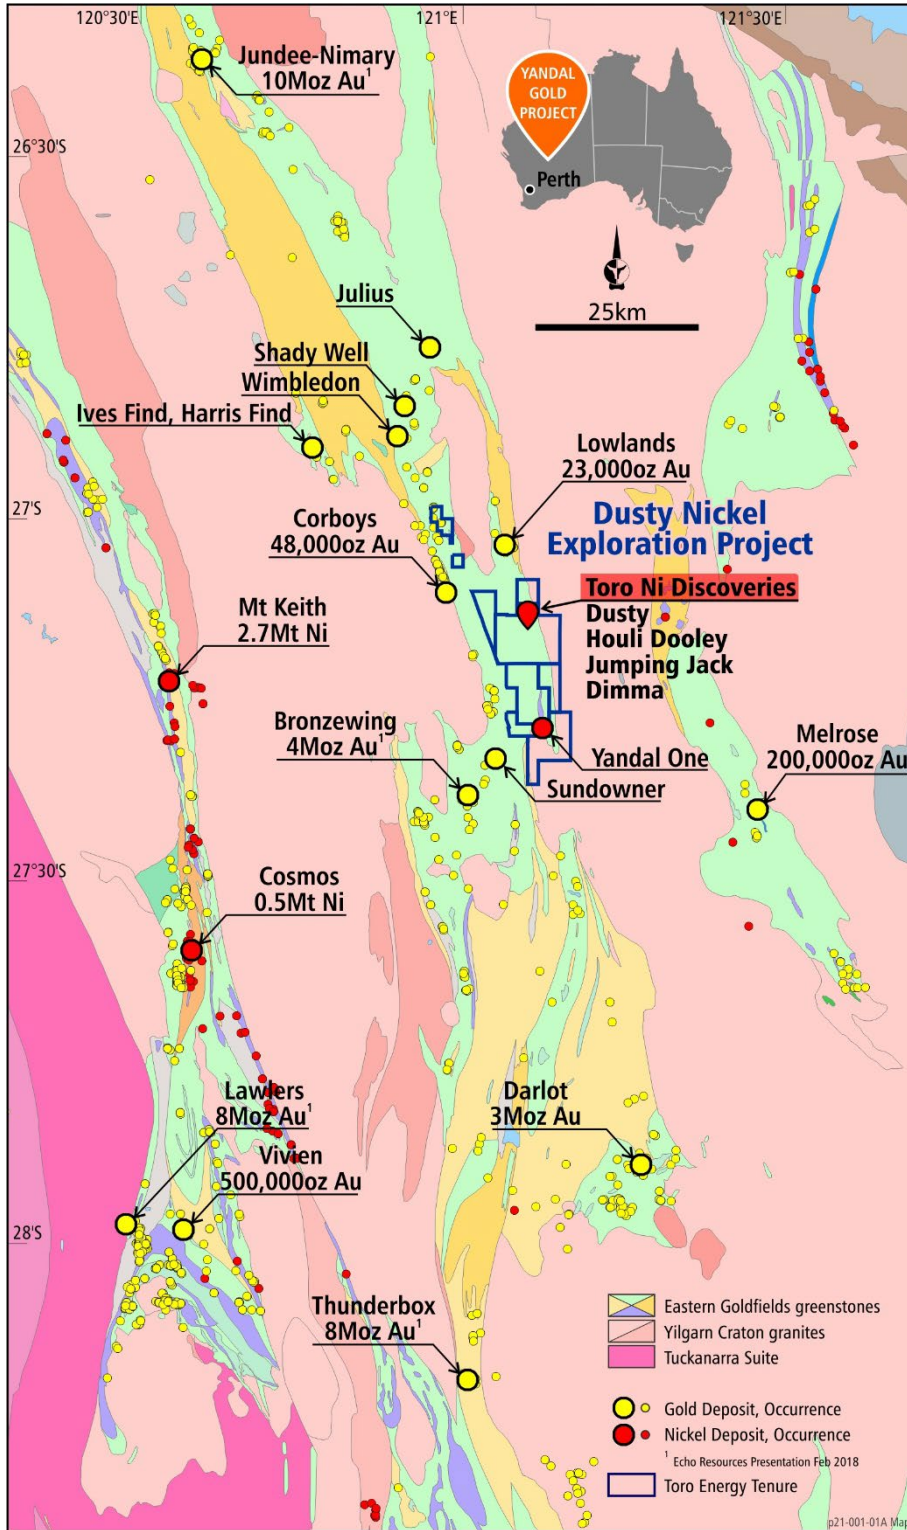 120°30'E
121°E
121°30'E
Jundee-Nimary
10Moz Au¹
YANDAL
GOLD
PROJECT
26°30'S
Perth
25km
Julius
Shady Well
Wimbledon
Ives Find, Harris Find
Lowlands
23,000oz Au
27°S
Corboys
48,000oz Au
Dusty Nickel
Exploration Project
Toro Ni Discoveries
Dusty
Houli Dooley
Jumping Jack
Dimma
Mt Keith
2.7Mt Ni
Bronzewing
4Moz Au¹
Yandal One
Sundowner
Melrose
200,000oz Au
27°30'S
Cosmos
0.5Mt Ni
Lawlers
8Moz Au¹
Vivien
500,000oz Au
Darlot
3Moz Au
28°S
Thunderbox
8Moz Au¹
Eastern Goldfields greenstones
Yilgarn Craton granites
Tuckanarra Suite
Gold Deposit, Occurrence
Nickel Deposit, Occurrence
¹ Echo Resources Presentation Feb 2018
Toro Energy Tenure
p21-001-01A Map